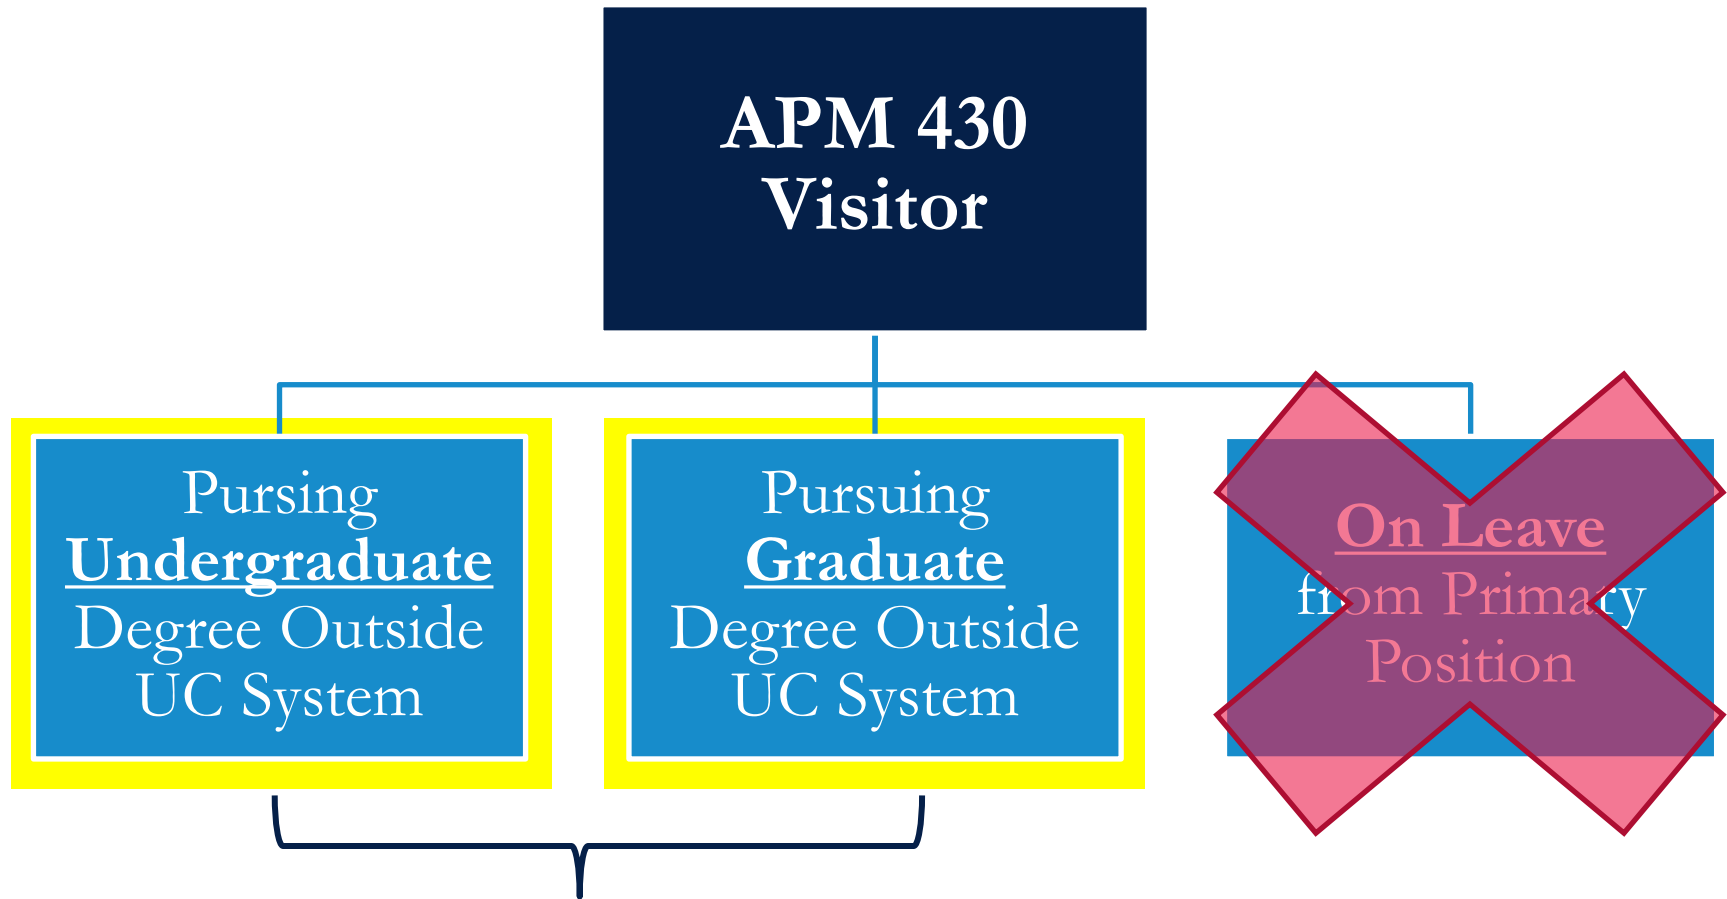 APM 430
Visitor
Pursing
Undergraduate
Degree Outside
UC System
Pursuing
Graduate
Degree Outside
UC System
On Leave
from Primary
Position